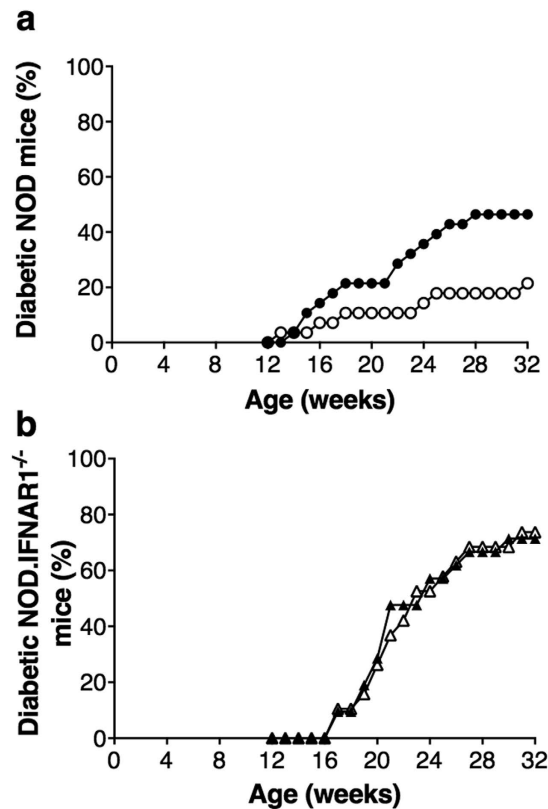 a
Diabetic NOD mice (%)
100
80
60
40
20
0
0 4 8 12 16 20 24 28 32
Age (weeks)
b
Diabetic NOD.IFNAR1-/-
mice (%)
100
80
60
40
20
0
0 4 8 12 16 20 24 28 32
Age (weeks)